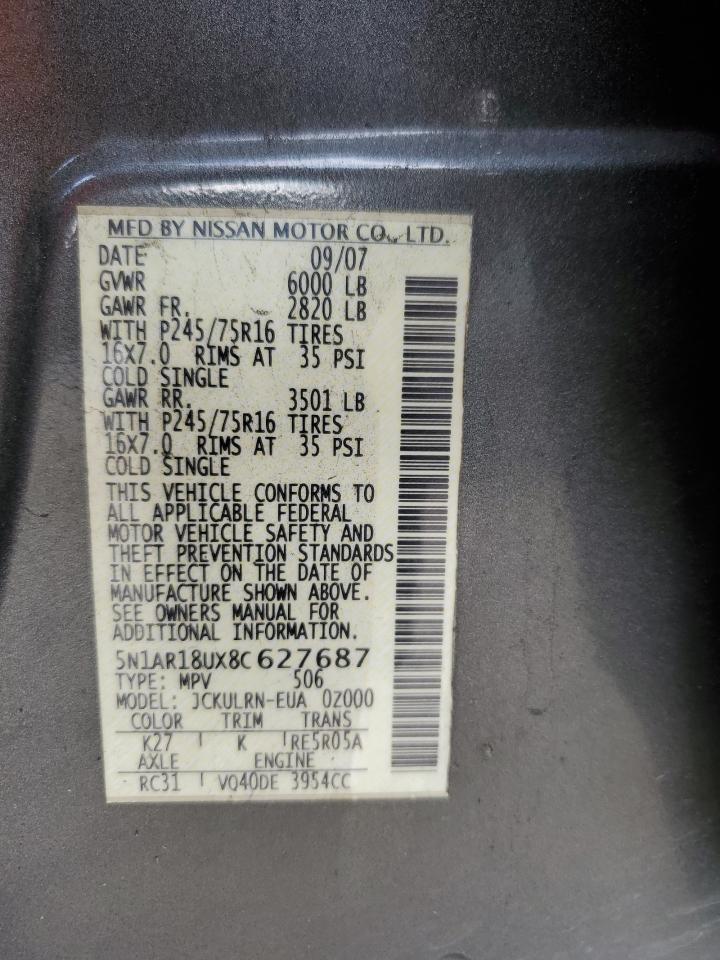 MFD BY NISSAN MOTOR CO., LTD.
DATE 09/07
GVWR 6000 LB
GAWR FR. 2820 LB
WITH P245/75R16 TIRES
16X7.0 RIMS AT 35 PSI
COLD SINGLE
GAWR RR. 3501 LB
WITH P245/75R16 TIRES
16X7.0 RIMS AT 35 PSI
COLD SINGLE
THIS VEHICLE CONFORMS TO
ALL APPLICABLE FEDERAL
MOTOR VEHICLE SAFETY AND
THEFT PREVENTION STANDARDS
IN EFFECT ON THE DATE OF
MANUFACTURE SHOWN ABOVE.
SEE OWNERS MANUAL FOR
ADDITIONAL INFORMATION.
5N1AR18UX8C627687
TYPE: MPV 506
MODEL: JCKULRN-EUA 0Z000
COLOR TRIM TRANS
K27 K RE5R05A
AXLE ENGINE
RC31 VQ40DE 3954CC